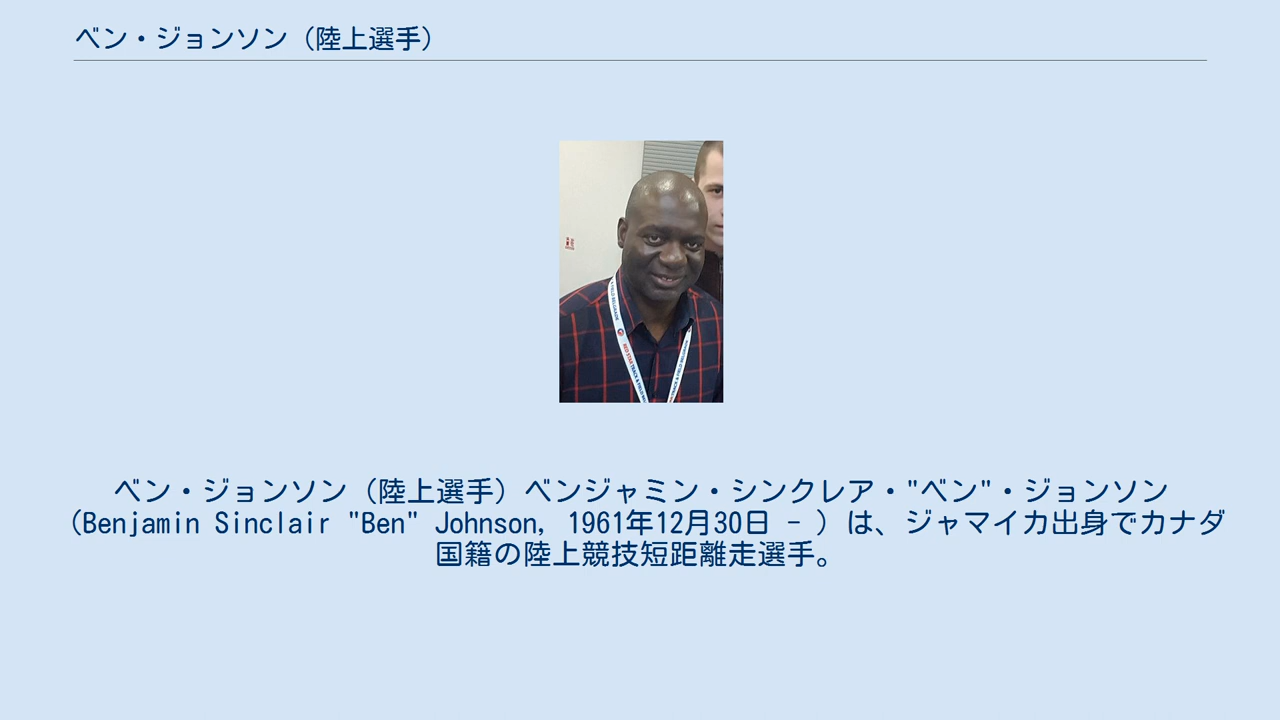 ベン・ジョンソン（陸上選手）
ベン・ジョンソン（陸上選手）ベンジャミン・シンクレア・"ベン"・ジョンソン
（Benjamin Sinclair "Ben" Johnson, 1961年12月30日 - ）は、ジャマイカ出身でカナダ
国籍の陸上競技短距離走選手。